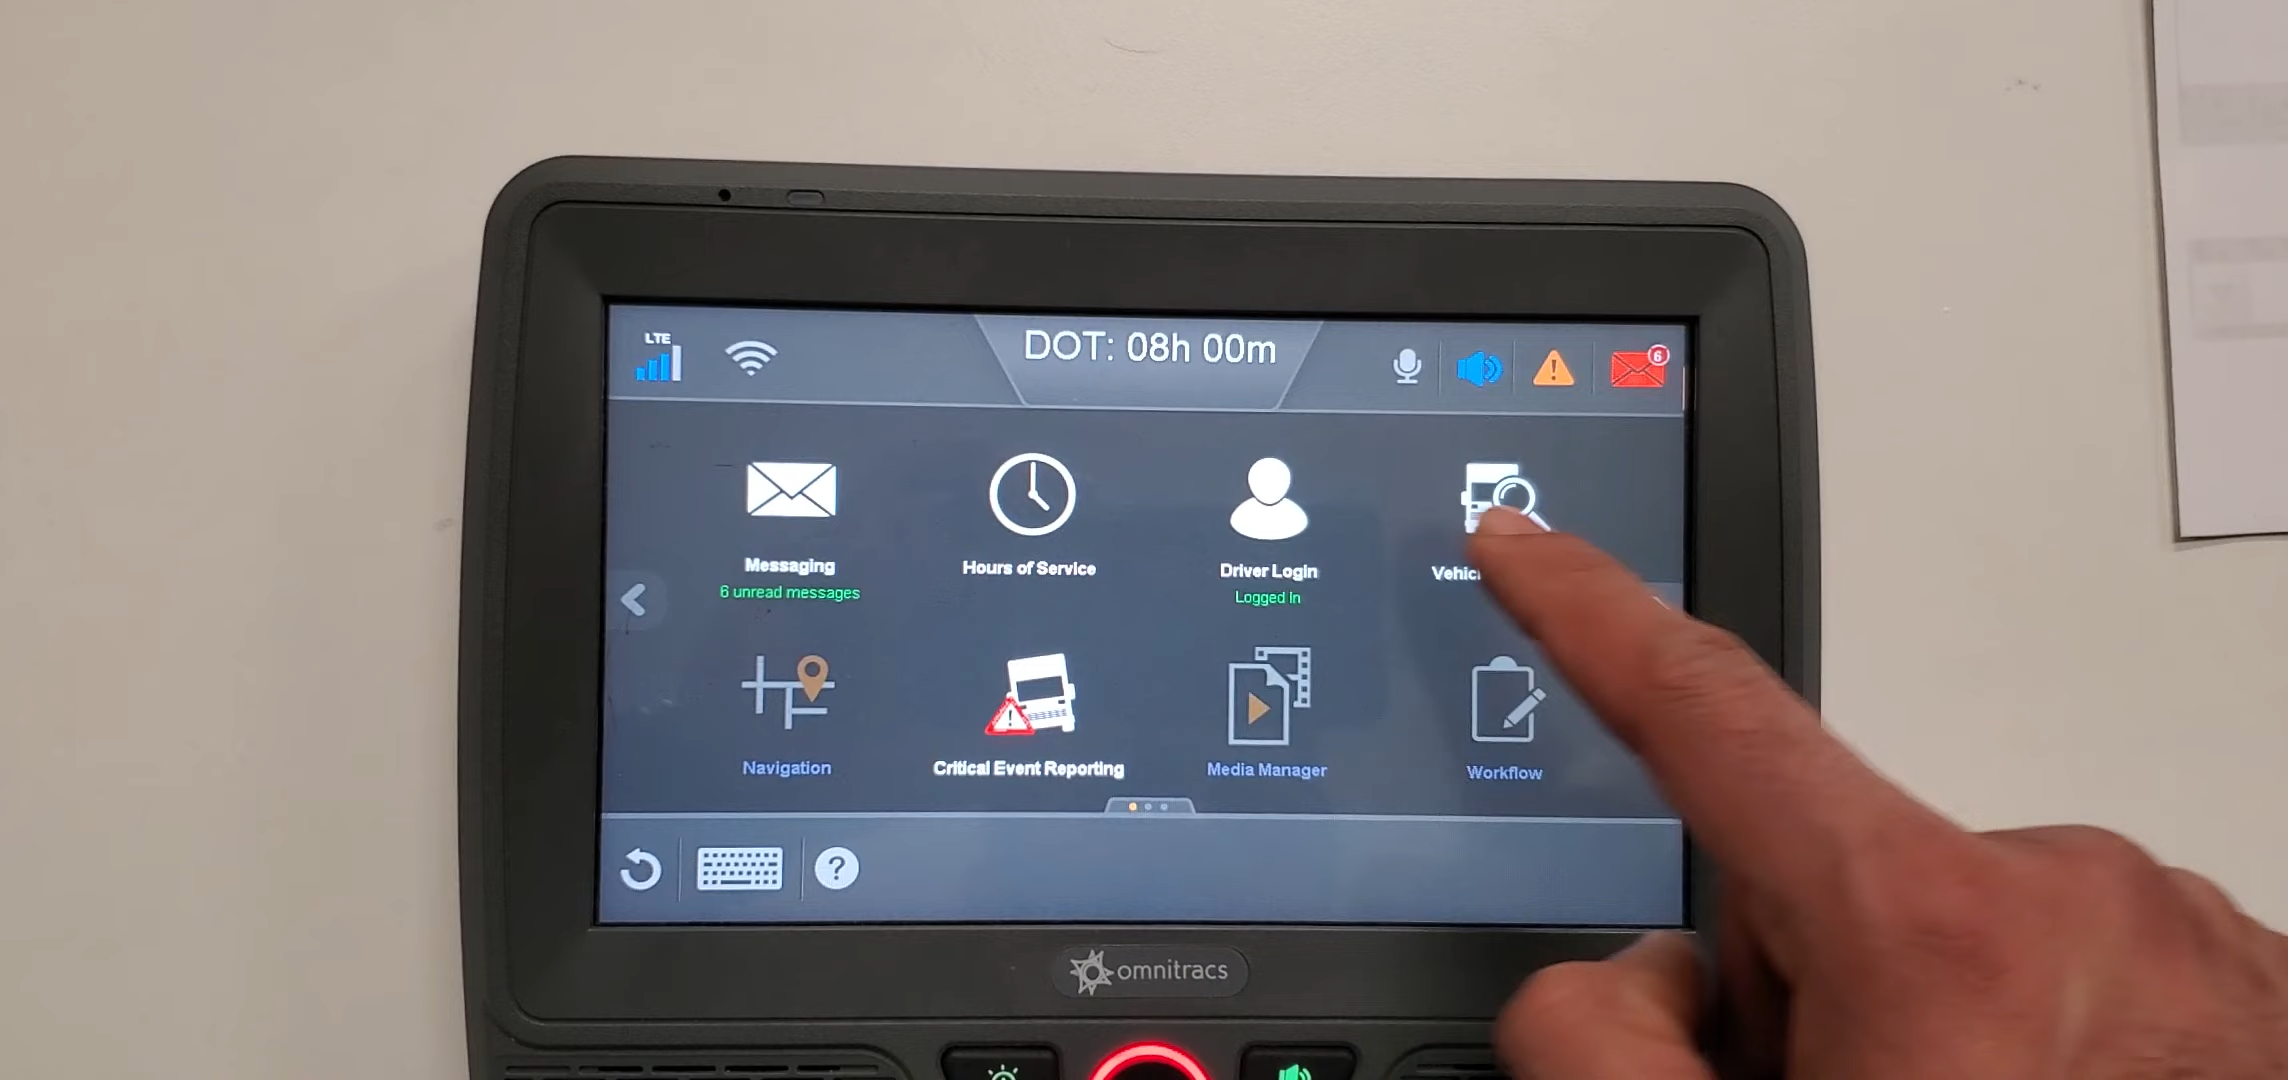 LTE
DOT: 08h 00m
6
Messaging
6 unread messages
Hours of Service
Driver Login
Logged In
Navigation
Critical Event Reporting
Media Manager
Workflow
?
omnitracs